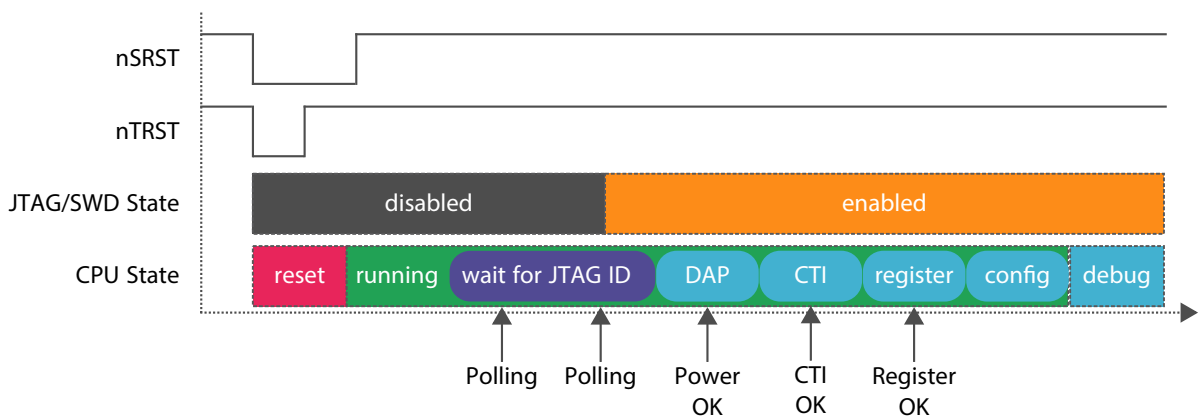 nSRST
nTRST
JTAG/SWD State
disabled
enabled
CPU State
reset
running
wait for JTAG ID
DAP
CTI
register
config
debug
Polling
Polling
Power
OK
CTI
OK
Register
OK